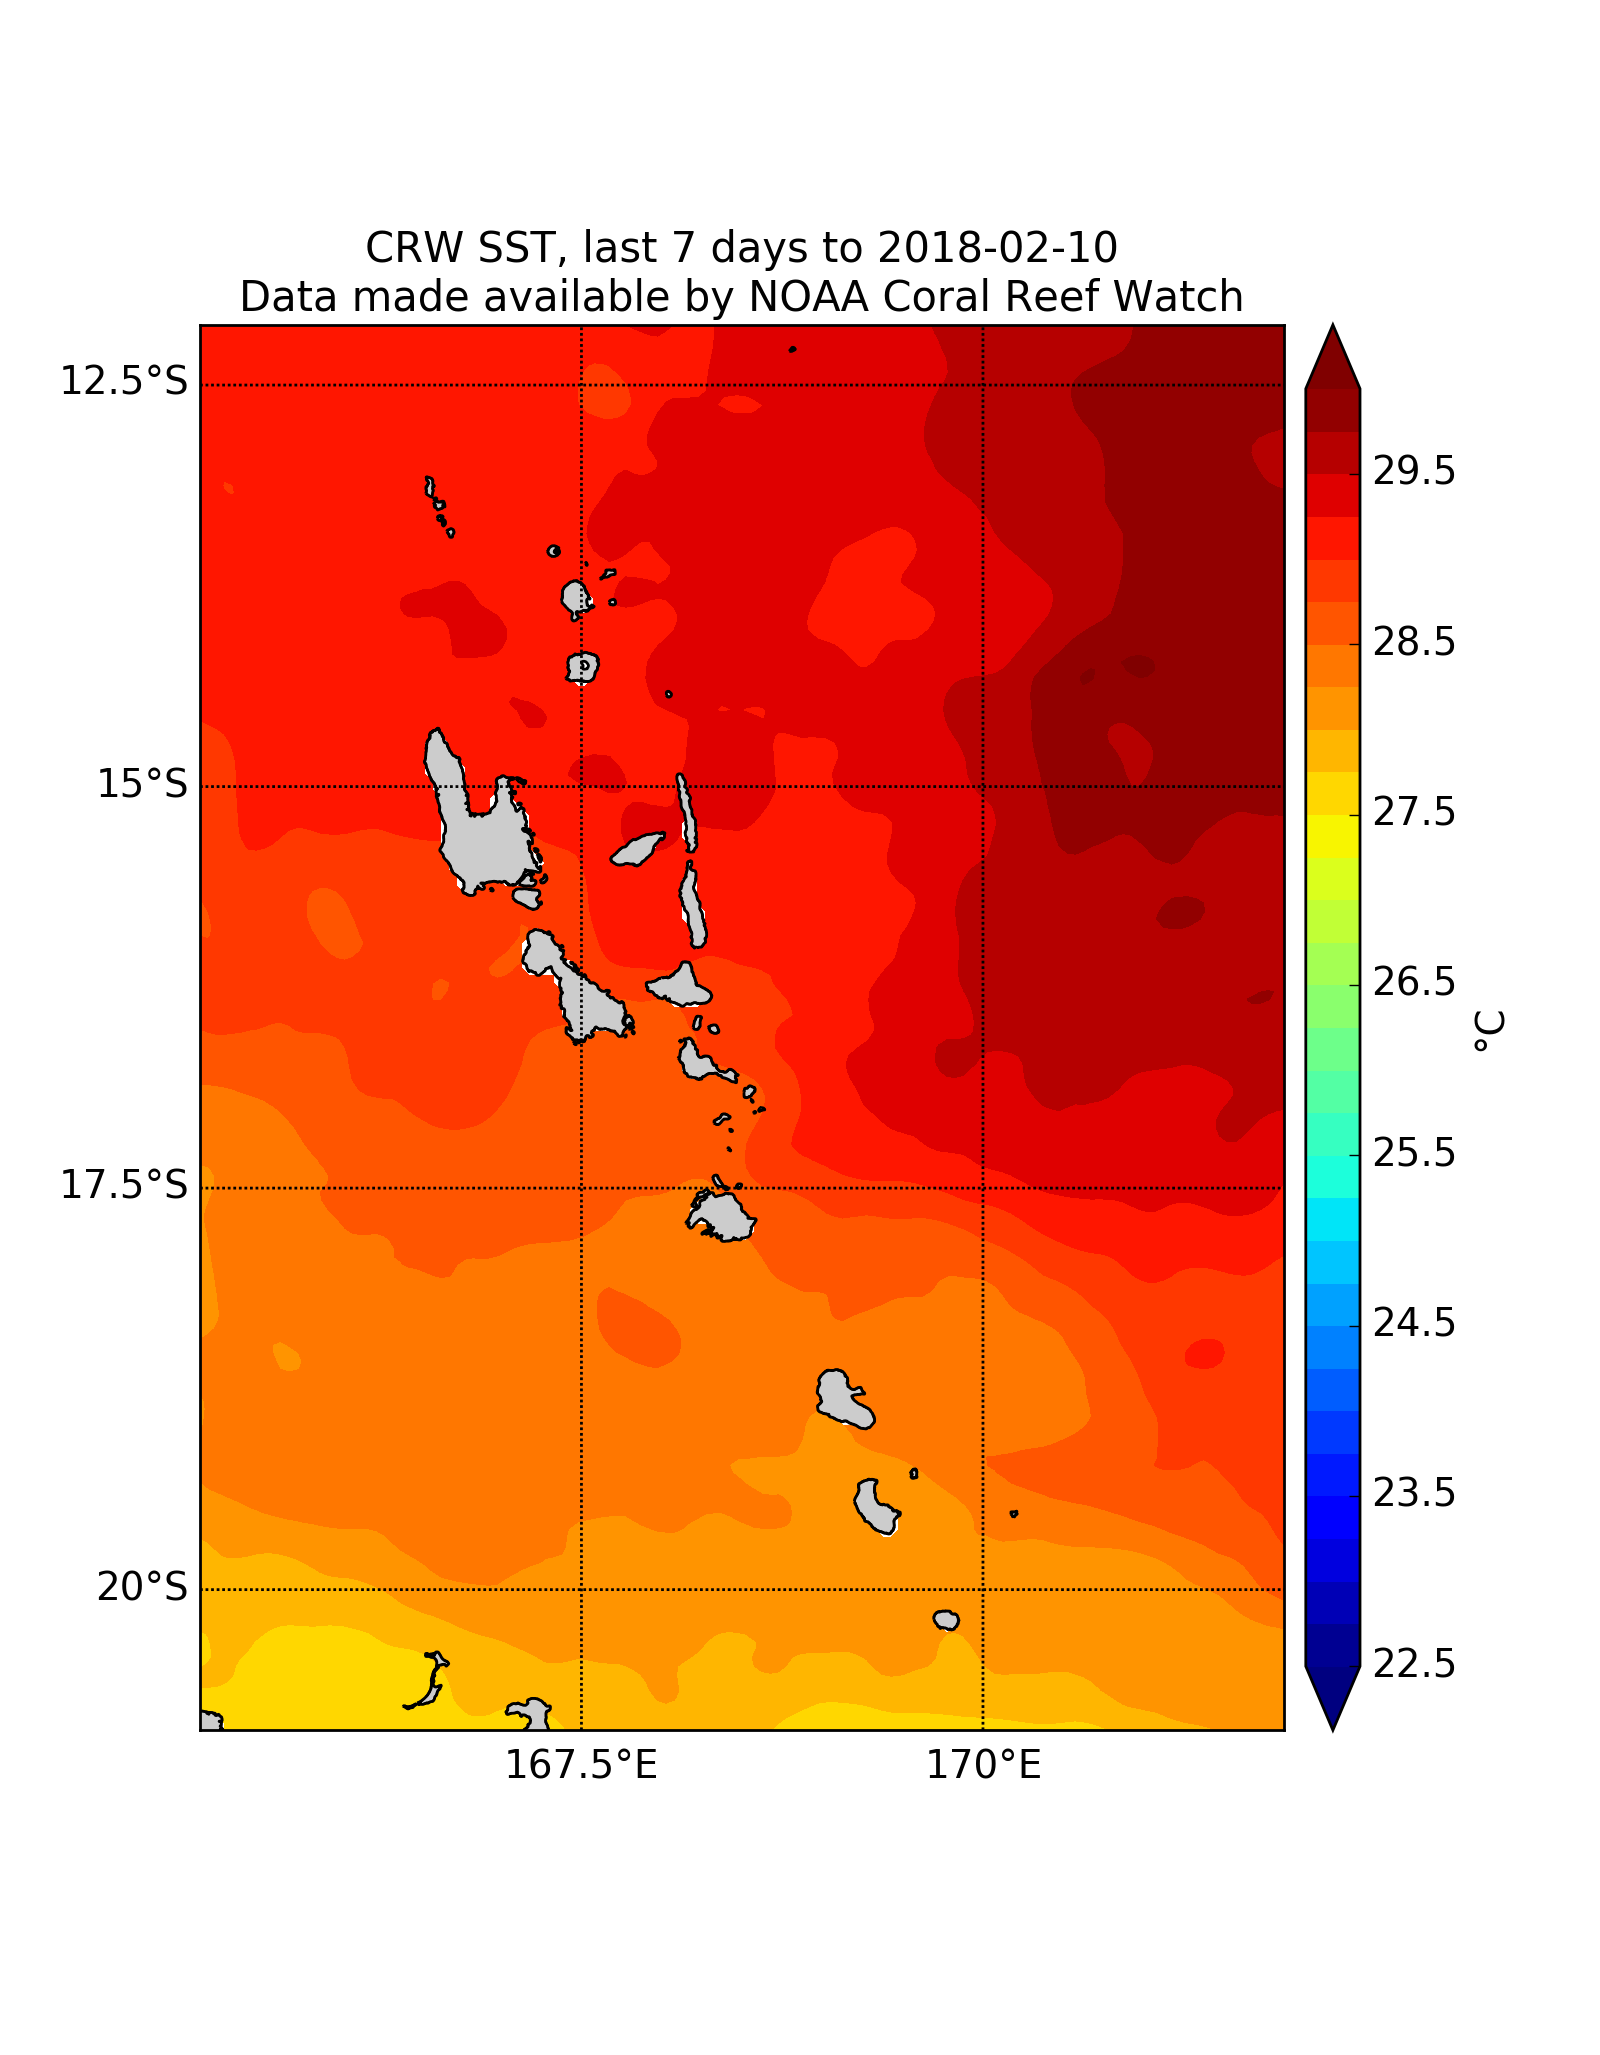 CRW SST, last 7 days to 2018-02-10
Data made available by NOAA Coral Reef Watch
12.5°S
15°S
17.5°S
20°S
167.5°E
170°E
29.5
28.5
27.5
26.5
25.5
24.5
23.5
22.5
°C